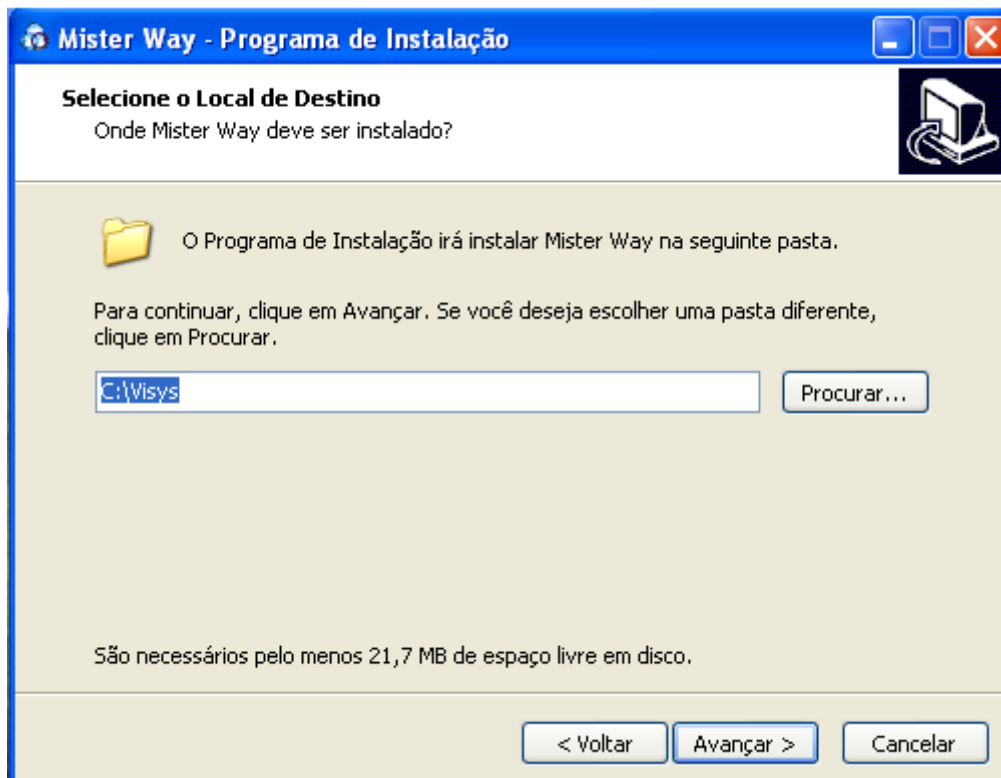 Mister Way - Programa de Instalação
Selecione o Local de Destino
Onde Mister Way deve ser instalado?
O Programa de Instalação irá instalar Mister Way na seguinte pasta.
Para continuar, clique em Avançar. Se você deseja escolher uma pasta diferente,
clique em Procurar.
C:\Visys
Procurar...
São necessários pelo menos 21,7 MB de espaço livre em disco.
< Voltar
Avançar >
Cancelar